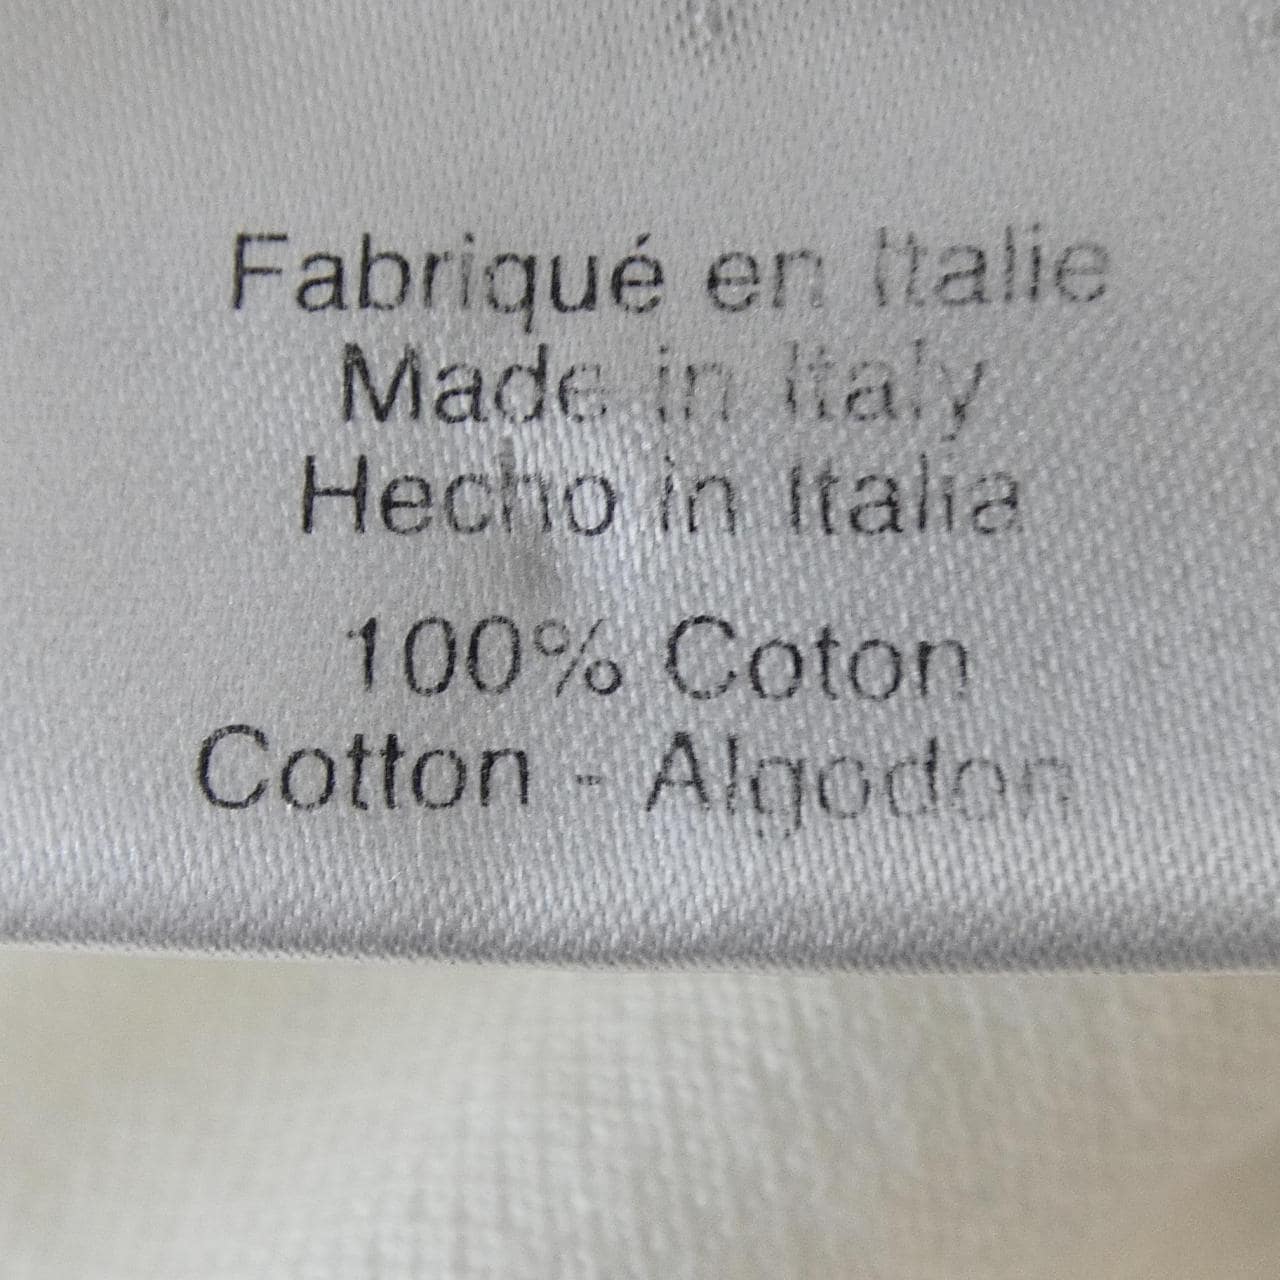 Fabriqué en Italie
Made in Italy
Hecho in Italia
100% Coton
Cotton - Algodon